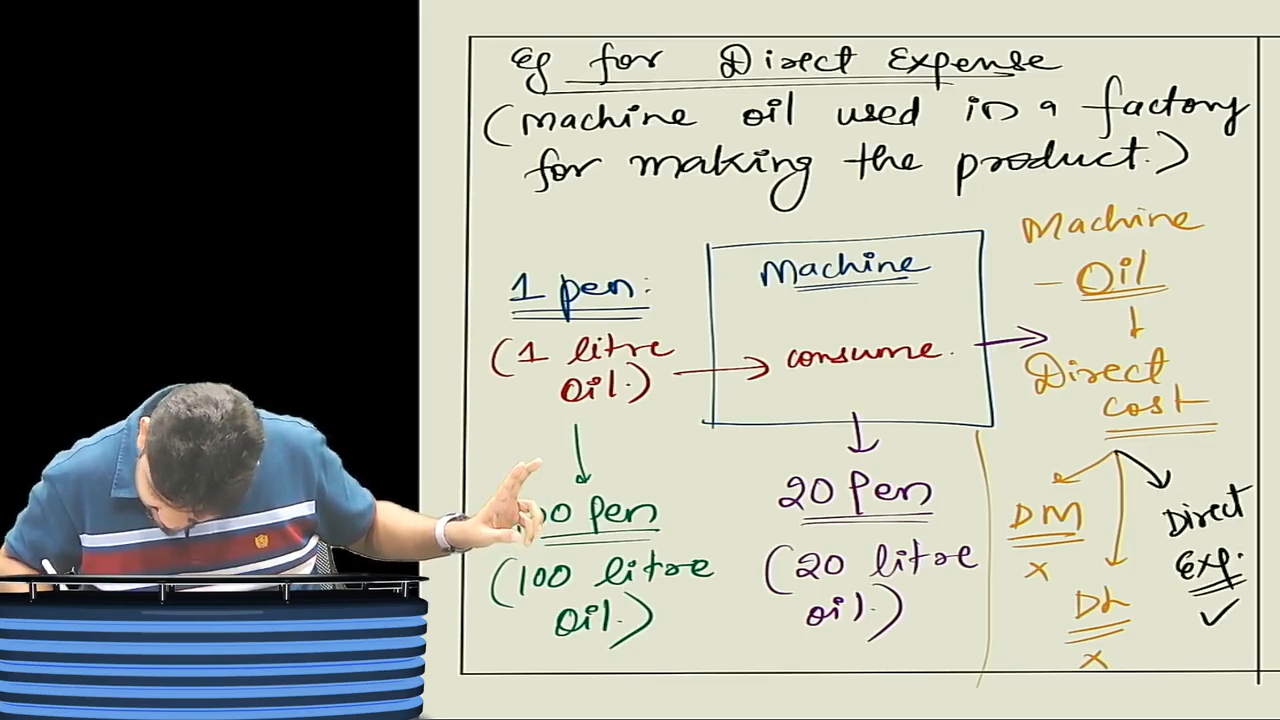 Eg for Direct Expense
(Machine oil used in a factory
for making the product.)
1 pen:
(1 litre
oil.)
Pen
(100 litre
oil.)
Machine
consume.
20 Pen
(20 litre
oil.)
Machine
- Oil
Direct
cost
DM
x
DL
x
Direct
Exp.
✓